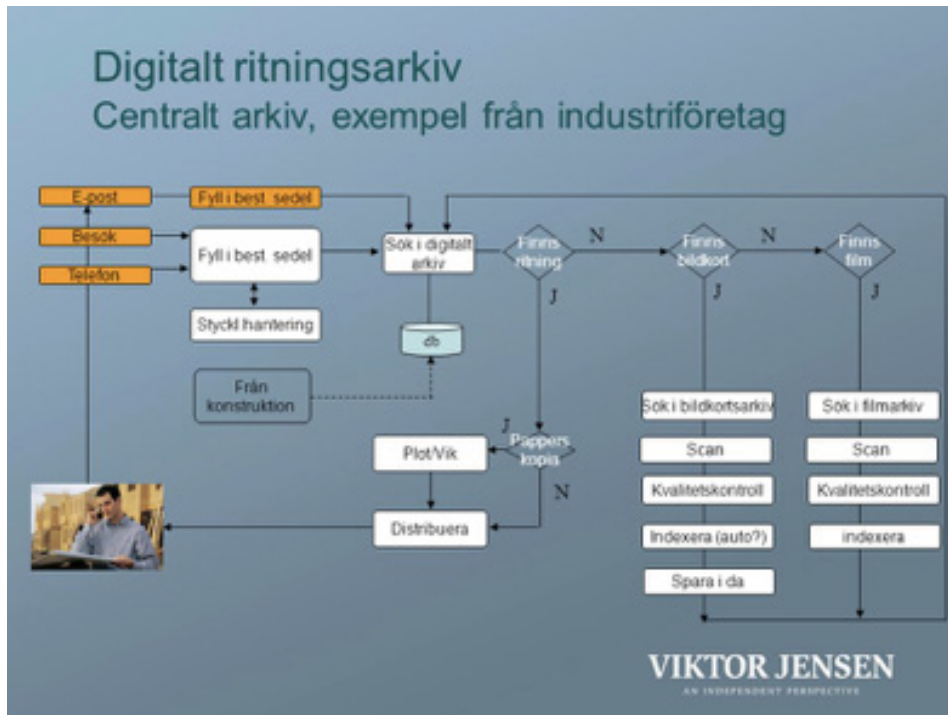 Digitalt ritningsarkiv
Centralt arkiv, exempel från industriföretag
E-post
Fyll i best. sedel
Besök
Telefon
Fyll i best. sedel
Styckl hantering
Från
konstruktion
Sök i digitalt
arkiv
db
Finns
ritning
N
J
Finns
bildkort
N
J
Finns
film
J
Pappers
kopia
J
N
Plot/Vik
Distribuera
Sök i bildkortsarkiv
Scan
Kvalitetskontroll
Indexera (auto?)
Spara i da
Sök i filmarkiv
Scan
Kvalitetskontroll
indexera
VIKTOR JENSEN
AN INDEPENDENT PERSPECTIVE